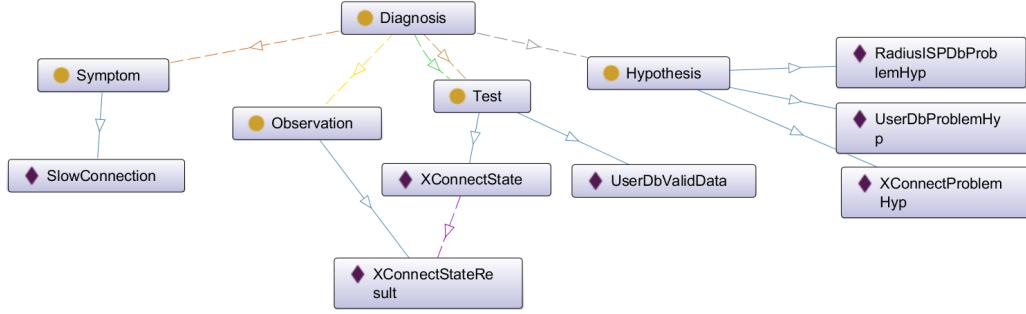 Diagnosis
Symptom
Hypothesis
RadiusISPDbProb
lemHyp
Test
Observation
UserDbProblemHy
p
SlowConnection
XConnectState
UserDbValidData
XConnectProblem
Hyp
XConnectStateRe
sult